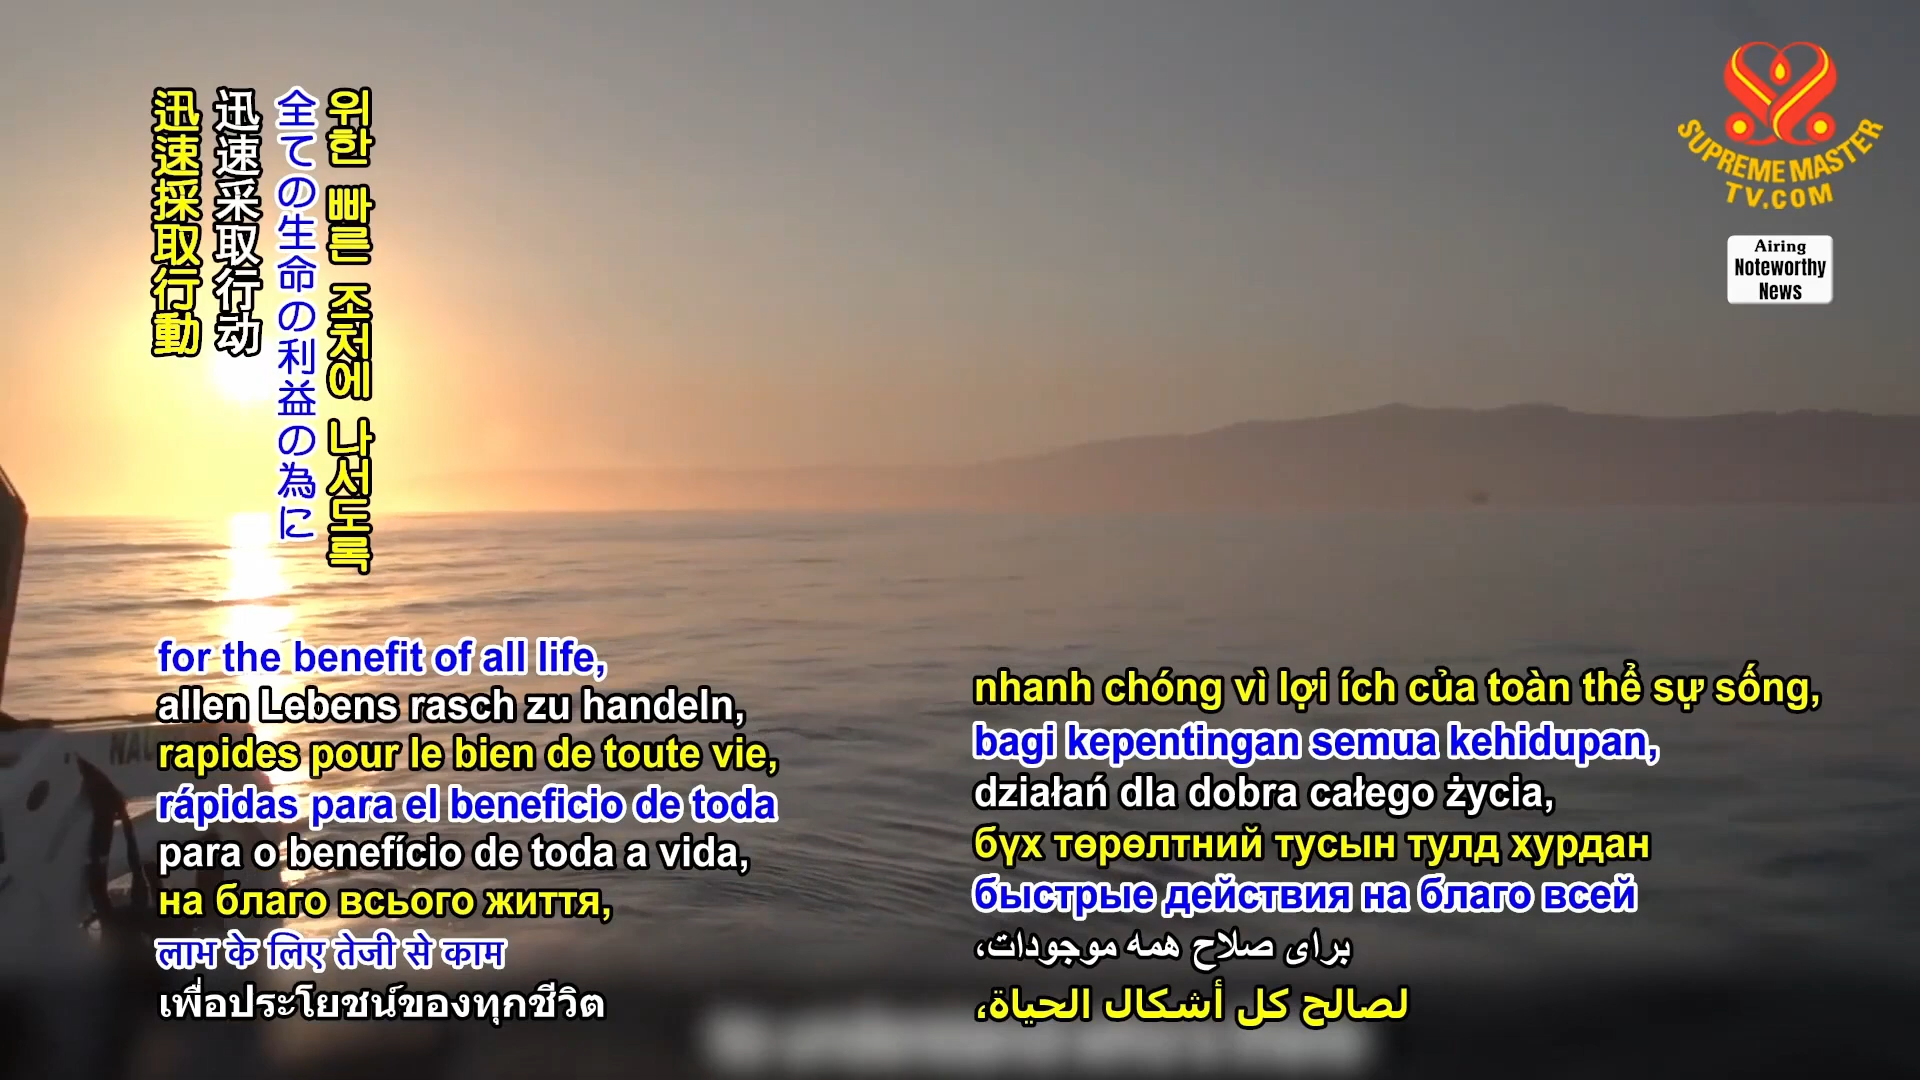 迅速採取行動
迅速采取行动
全ての生命の利益の為に
위한 빠른 조처에 나서도록
SUPREME MASTER
TV.COM
Airing
Noteworthy
News
for the benefit of all life,
allen Lebens rasch zu handeln,
rapides pour le bien de toute vie,
rápidas para el beneficio de toda
para o benefício de toda a vida,
на благо всього життя,
लाभ के लिए तेजी से काम
เพื่อประโยชน์ของทุกชีวิต
nhanh chóng vì lợi ích của toàn thể sự sống,
bagi kepentingan semua kehidupan,
działań dla dobra całego życia,
бүх төрөлтний тусын тулд хурдан
быстрые действия на благо всей
برای صلاح همه موجودات،
لصالح كل أشكال الحياة،